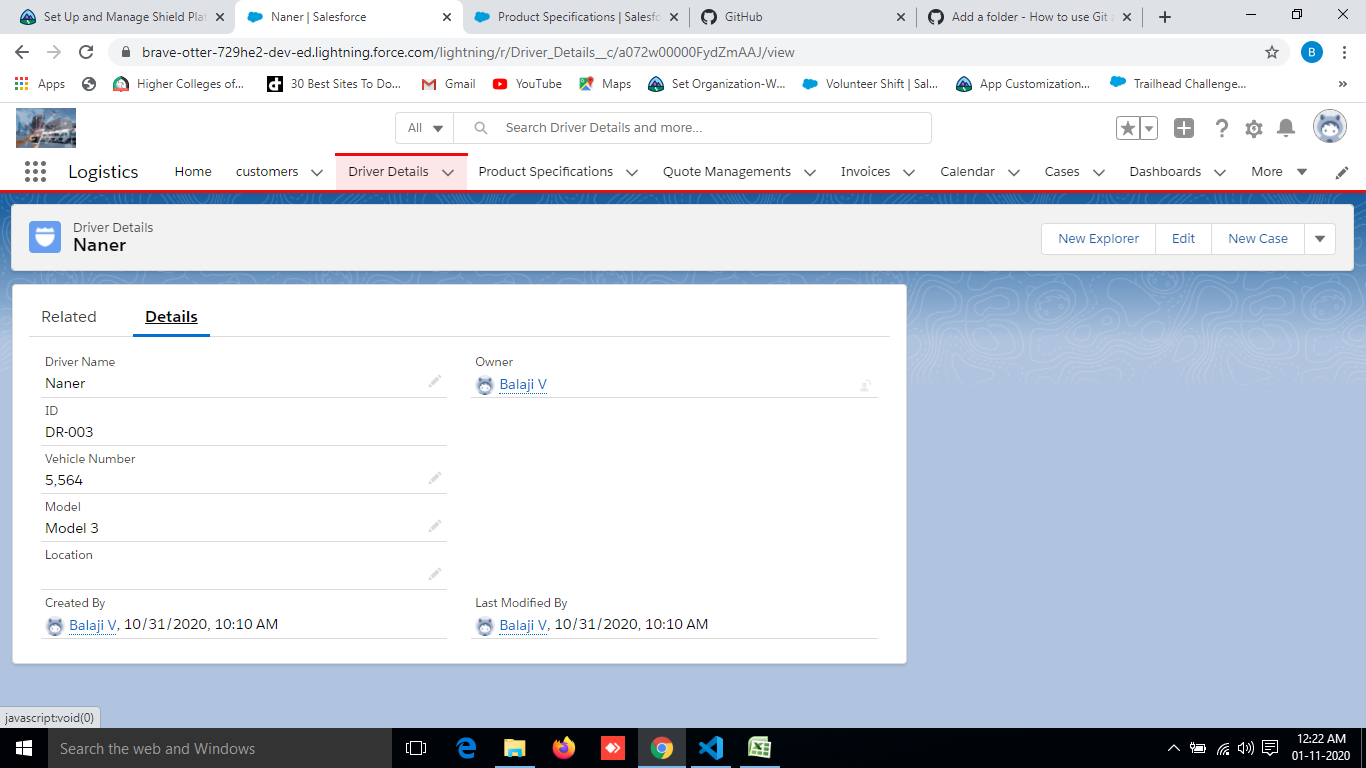 Set Up and Manage Shield Plat
Naner | Salesforce
Product Specifications | Salesfo
GitHub
Add a folder - How to use Git a
brave-otter-729he2-dev-ed.lightning.force.com/lightning/r/Driver_Details__c/a072w00000FydZmAAJ/view
B
Apps
Higher Colleges of...
30 Best Sites To Do...
Gmail
YouTube
Maps
Set Organization-W...
Volunteer Shift | Sal...
App Customization...
Trailhead Challenge...
»
All
Search Driver Details and more...
Logistics
Home
customers
Driver Details
Product Specifications
Quote Managements
Invoices
Calendar
Cases
Dashboards
More
Driver Details
Naner
New Explorer
Edit
New Case
Related
Details
Driver Name
Naner
Owner
Balaji V
ID
DR-003
Vehicle Number
5,564
Model
Model 3
Location
Created By
Balaji V, 10/31/2020, 10:10 AM
Last Modified By
Balaji V, 10/31/2020, 10:10 AM
javascript:void(0)
Search the web and Windows
12:22 AM
01-11-2020